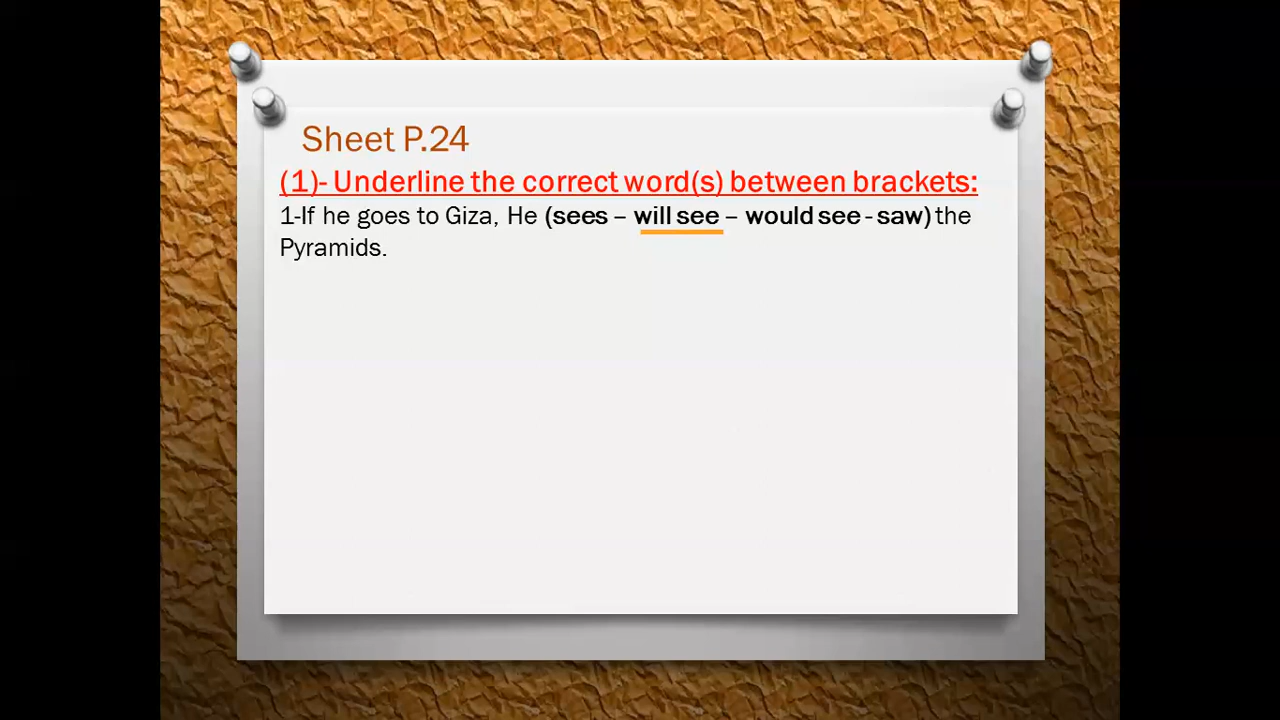 Sheet P.24
(1)- Underline the correct word(s) between brackets:
1-If he goes to Giza, He (sees – will see – would see - saw) the
Pyramids.